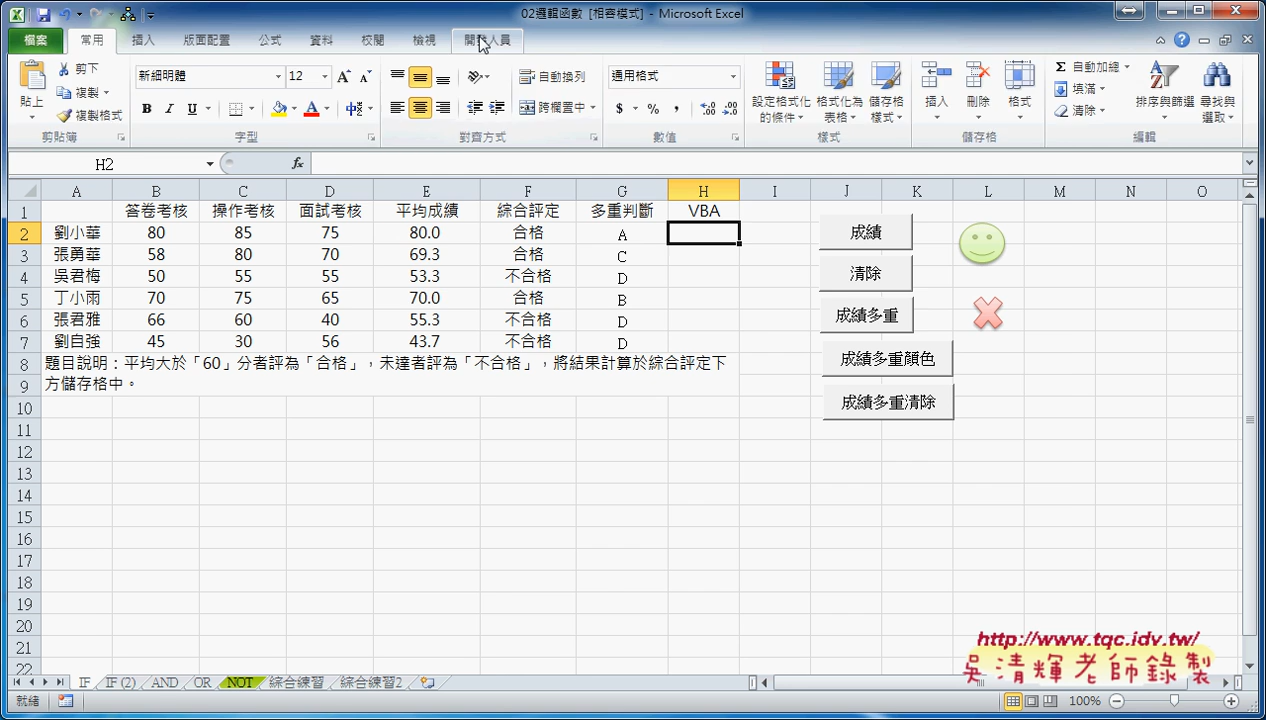 02邏輯函數 [相容模式] - Microsoft Excel
檔案 常用 插入 版面配置 公式 資料 校閱 檢視 開發人員
貼上 剪下 複製 複製格式 剪貼簿
新細明體 12 B I U A 字型
自動換列 跨欄置中 對齊方式
通用格式 $ % , 數值
設定格式化的條件 格式化為表格 儲存格樣式 樣式
插入 刪除 格式 儲存格
Σ 自動加總 填滿 清除 排序與篩選 尋找與選取 編輯
H2 fx
A B C D E F G H I J K L M N O
1 答卷考核 操作考核 面試考核 平均成績 綜合評定 多重判斷 VBA
2 劉小華 80 85 75 80.0 合格 A
3 張勇華 58 80 70 69.3 合格 C
4 吳君梅 50 55 55 53.3 不合格 D
5 丁小雨 70 75 65 70.0 合格 B
6 張君雅 66 60 40 55.3 不合格 D
7 劉自強 45 30 56 43.7 不合格 D
8 題目說明：平均大於「60」分者評為「合格」，未達者評為「不合格」，將結果計算於綜合評定下
9 方儲存格中。
10
11
12
13
14
15
16
17
18
19
20
21
22
成績
清除
成績多重
成績多重顏色
成績多重清除
http://www.tqc.idv.tw/
吳清輝老師錄製
IF IF (2) AND OR NOT 綜合練習 綜合練習2
就緒 100%